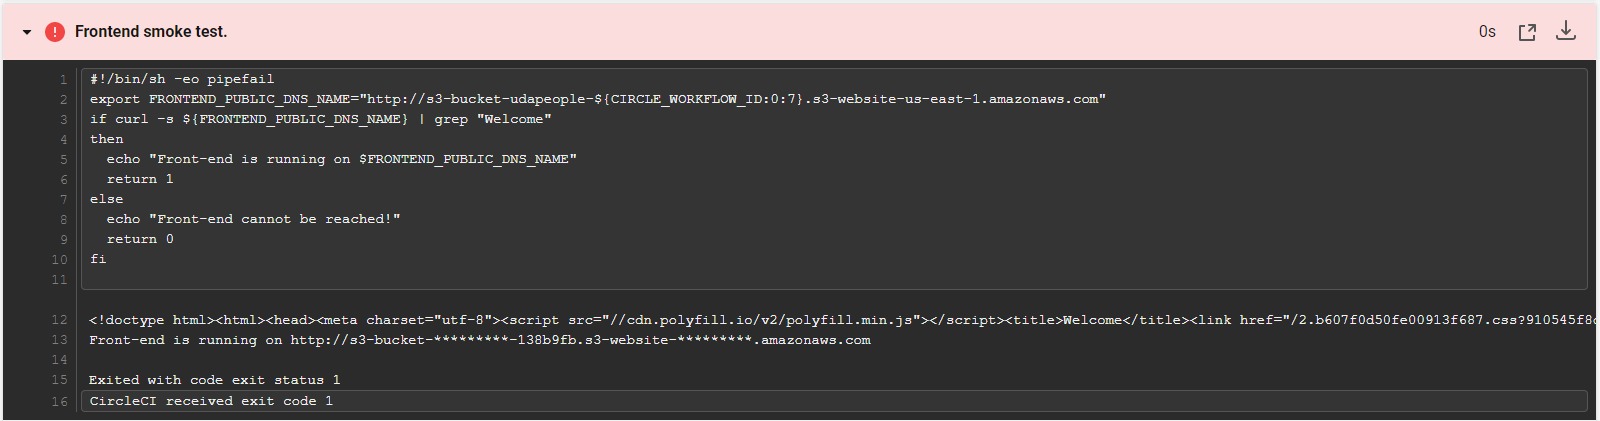 Frontend smoke test.
0s
1 #!/bin/sh -eo pipefail
2 export FRONTEND_PUBLIC_DNS_NAME="http://s3-bucket-udapeople-${CIRCLE_WORKFLOW_ID:0:7}.s3-website-us-east-1.amazonaws.com"
3 if curl -s ${FRONTEND_PUBLIC_DNS_NAME} | grep "Welcome"
4 then
5   echo "Front-end is running on $FRONTEND_PUBLIC_DNS_NAME"
6   return 1
7 else
8   echo "Front-end cannot be reached!"
9   return 0
10 fi
11
12 <!doctype html><html><head><meta charset="utf-8"><script src="//cdn.polyfill.io/v2/polyfill.min.js"></script><title>Welcome</title><link href="/2.b607f0d50fe00913f687.css?910545f8c
13 Front-end is running on http://s3-bucket-*********-138b9fb.s3-website-*********.amazonaws.com
14
15 Exited with code exit status 1
16 CircleCI received exit code 1